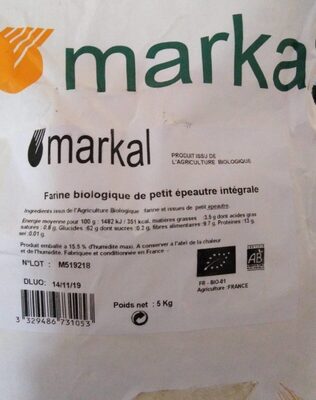 markal
markal
PRODUIT ISSU DE
L'AGRICULTURE BIOLOGIQUE
Farine biologique de petit épeautre intégrale
Ingredients issus de l'Agriculture Biologique farine et issues de petit épeautre.
Energie moyenne pour 100 g : 1482 kJ / 351 kcal, matières grasses :3.5 g dont acides gras
saturés : 0.6 g, Glucides :62 g dont sucres :0.2 g, fibres alimentaires : 9.7 g, Protéines :13 g,
sel :0.01 g.
Produit emballé à 15.5 % d'humidité maxi. A conserver à l'abri de la chaleur
et de l'humidité. Fabriquées et conditionnée en France
N°LOT : M519218
DLUO: 14/11/19
FR - BIO-01
Agriculture :FRANCE
AB
Poids net : 5 Kg
3 329486 731053